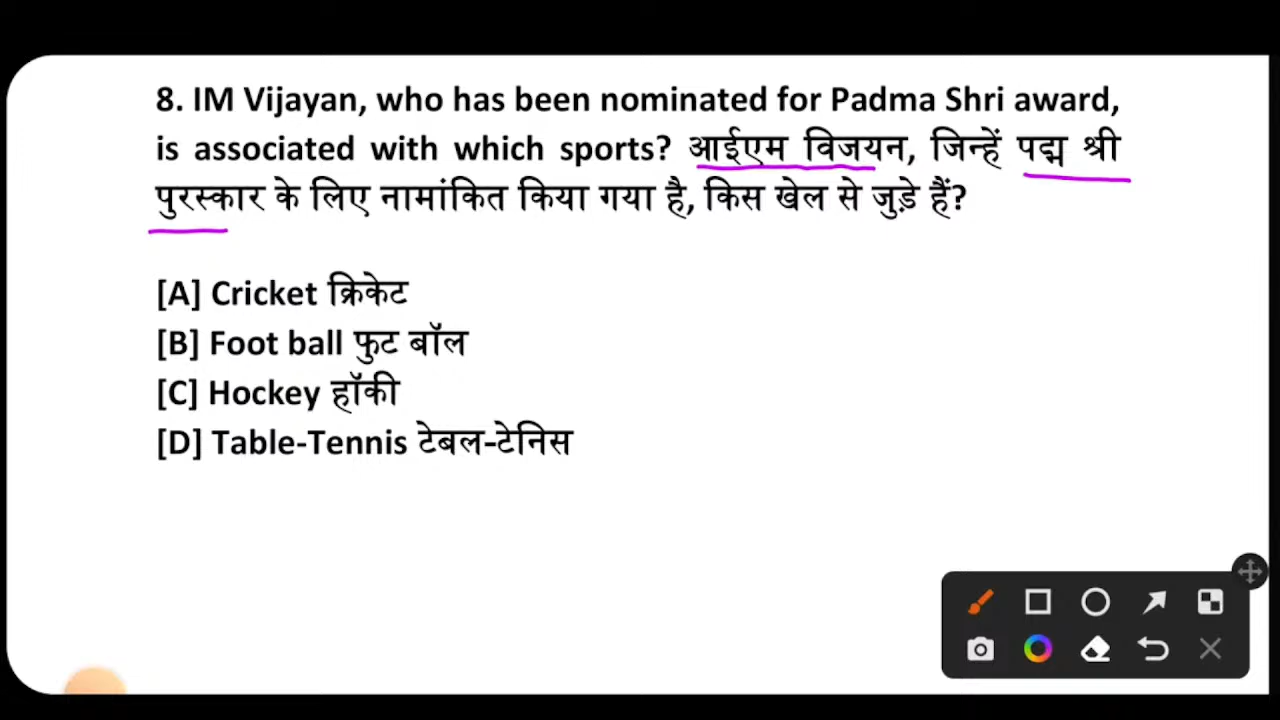 8. IM Vijayan, who has been nominated for Padma Shri award,
is associated with which sports? आईएम विजयन, जिन्हें पद्म श्री
पुरस्कार के लिए नामांकित किया गया है, किस खेल से जुड़े हैं?
[A] Cricket क्रिकेट
[B] Foot ball फुट बॉल
[C] Hockey हॉकी
[D] Table-Tennis टेबल-टेनिस